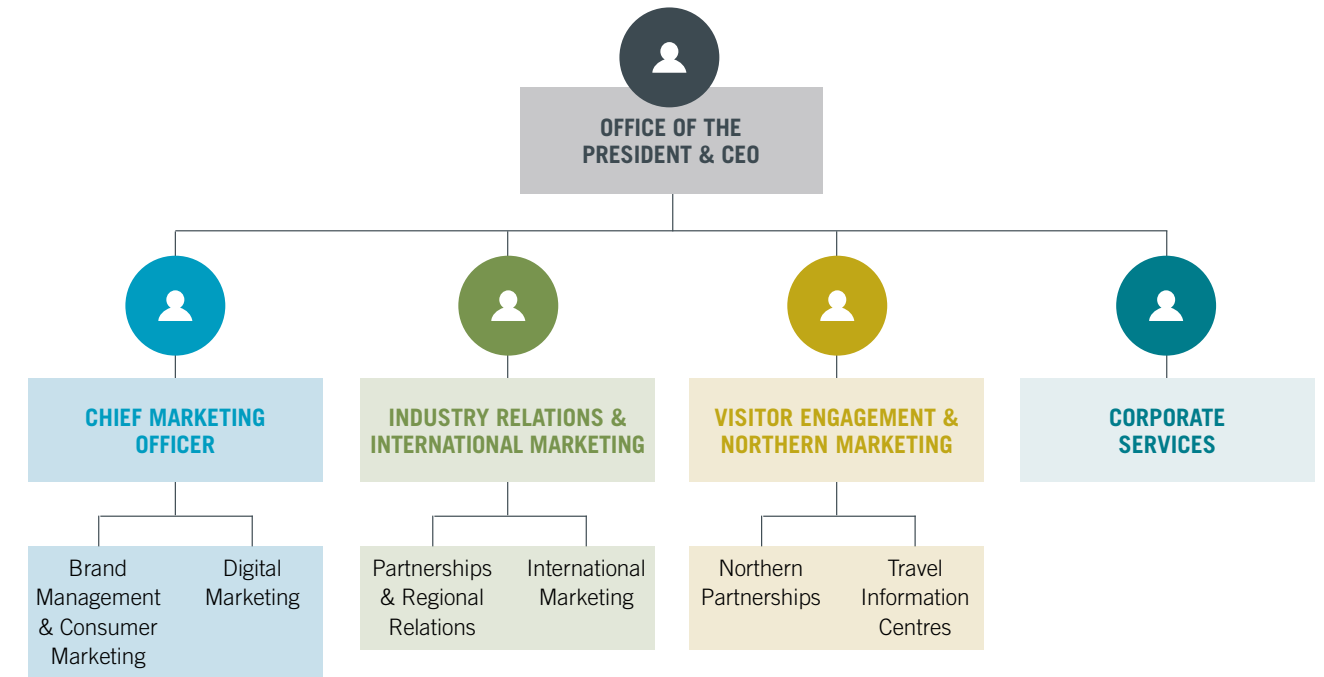 OFFICE OF THE
PRESIDENT & CEO
CHIEF MARKETING
OFFICER
INDUSTRY RELATIONS &
INTERNATIONAL MARKETING
VISITOR ENGAGEMENT &
NORTHERN MARKETING
CORPORATE
SERVICES
Brand
Management
& Consumer
Marketing
Digital
Marketing
Partnerships
& Regional
Relations
International
Marketing
Northern
Partnerships
Travel
Information
Centres